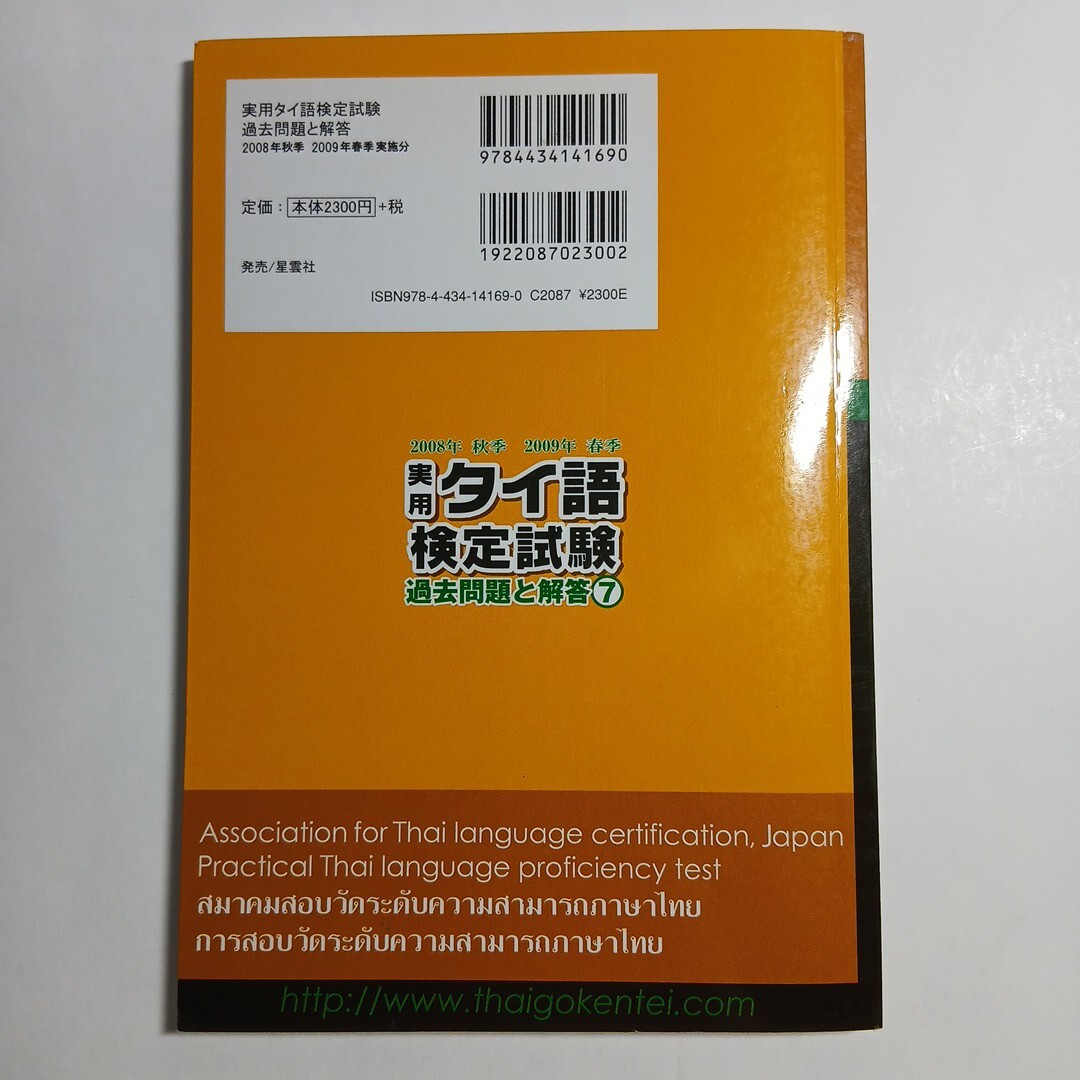 実用タイ語検定試験
過去問題と解答
2008年秋季 2009年春季実施分
9784434141690
定価：本体2300円+税
1922087023002
発売/星雲社
ISBN978-4-434-14169-0 C2087 ¥2300E
2008年 秋季 2009年 春季
実用タイ語
検定試験
過去問題と解答⑦
Association for Thai language certification, Japan
Practical Thai language proficiency test
สมาคมสอบวัดระดับความสามารถภาษาไทย
การสอบวัดระดับความสามารถภาษาไทย
http://www.thaigokentei.com